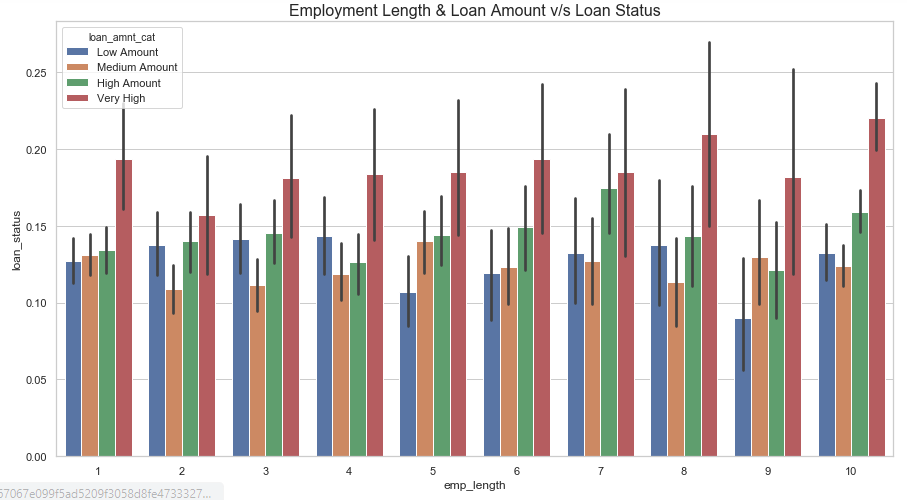 Employment Length & Loan Amount v/s Loan Status
loan_amnt_cat
Low Amount
Medium Amount
High Amount
Very High
loan_status
0.25
0.20
0.15
0.10
0.05
0.00
1 2 3 4 5 6 7 8 9 10
emp_length
67067e099f5ad5209f3058d8fe4733327...